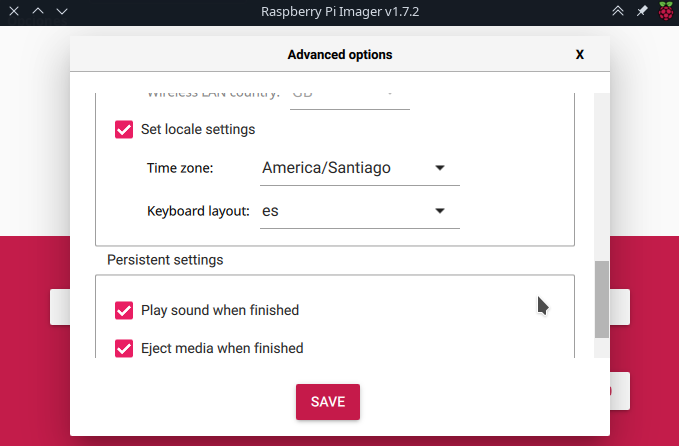 Raspberry Pi Imager v1.7.2
Advanced options
X
Wireless LAN country: GB
Set locale settings
Time zone: America/Santiago
Keyboard layout: es
Persistent settings
Play sound when finished
Eject media when finished
SAVE